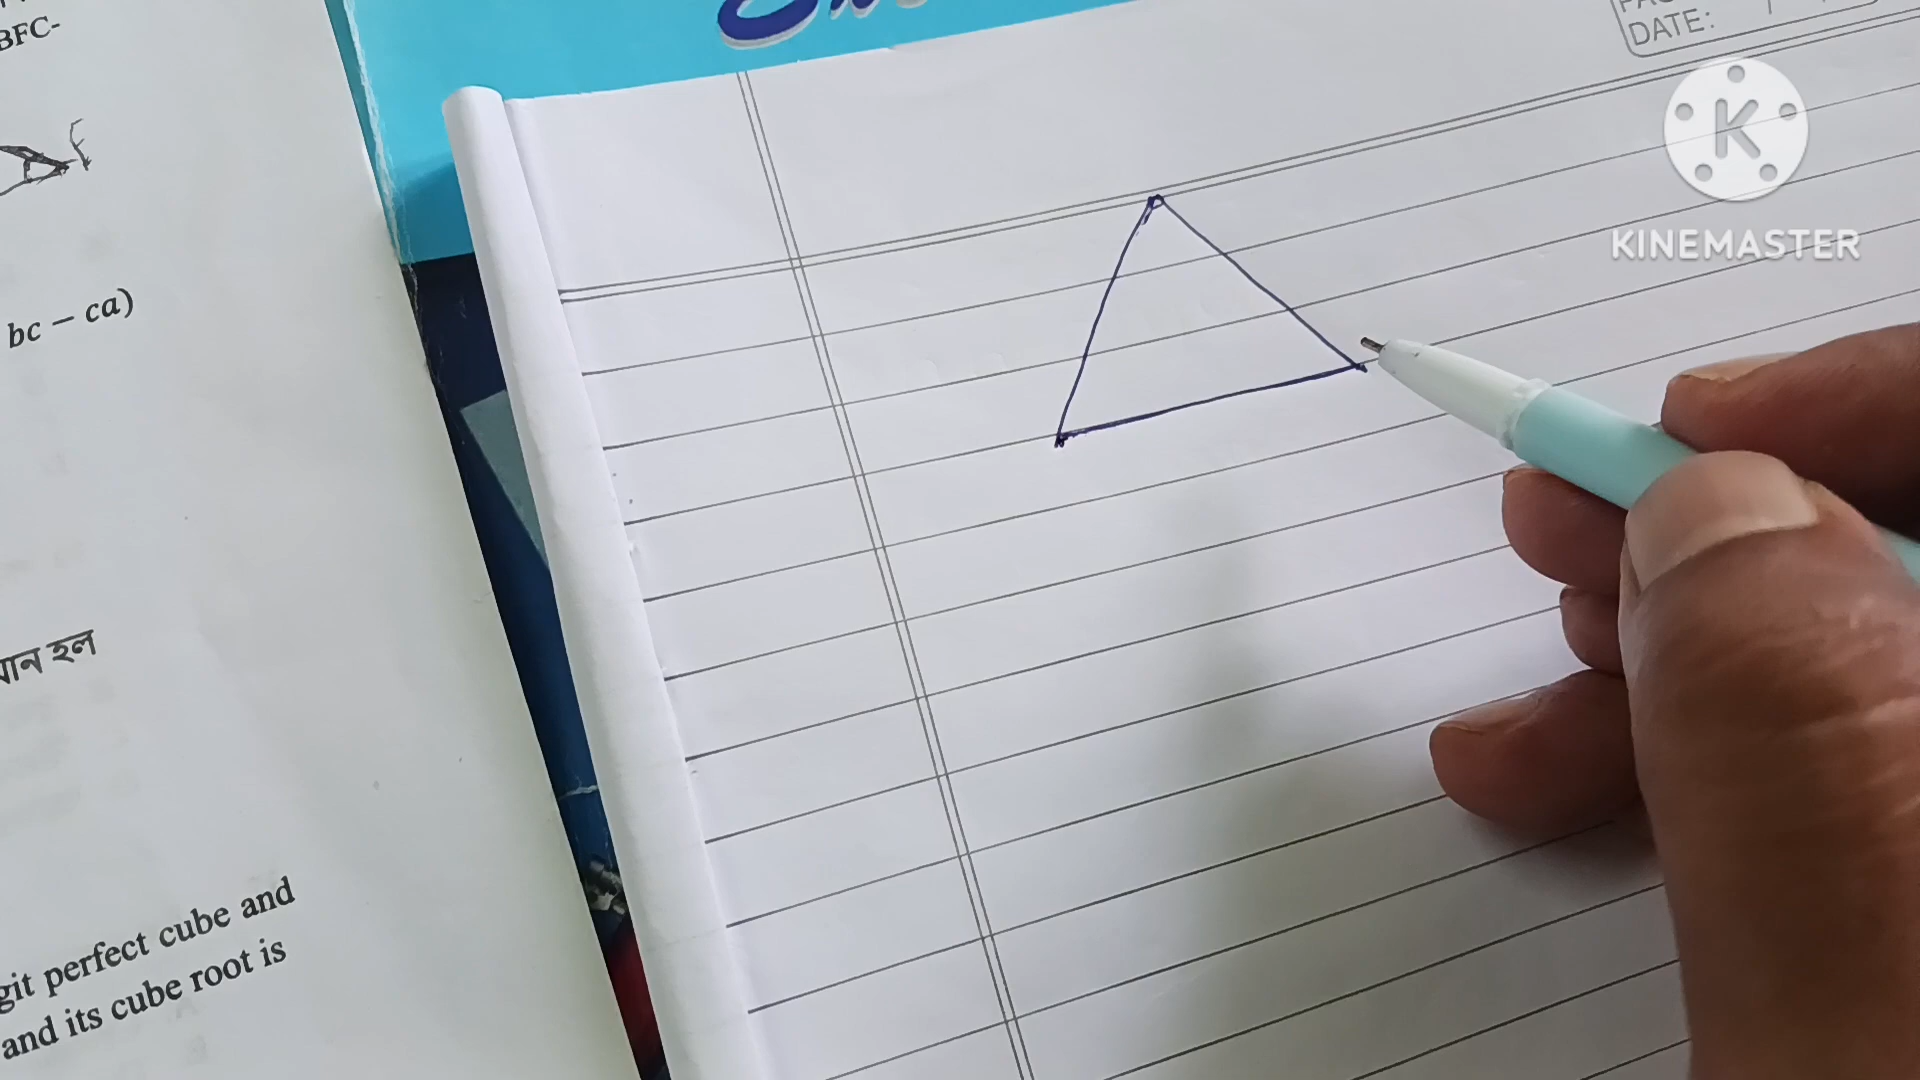 BFC-
F
bc – ca)
মান হল
git perfect cube and
and its cube root is
DATE: / /
K
KINEMASTER